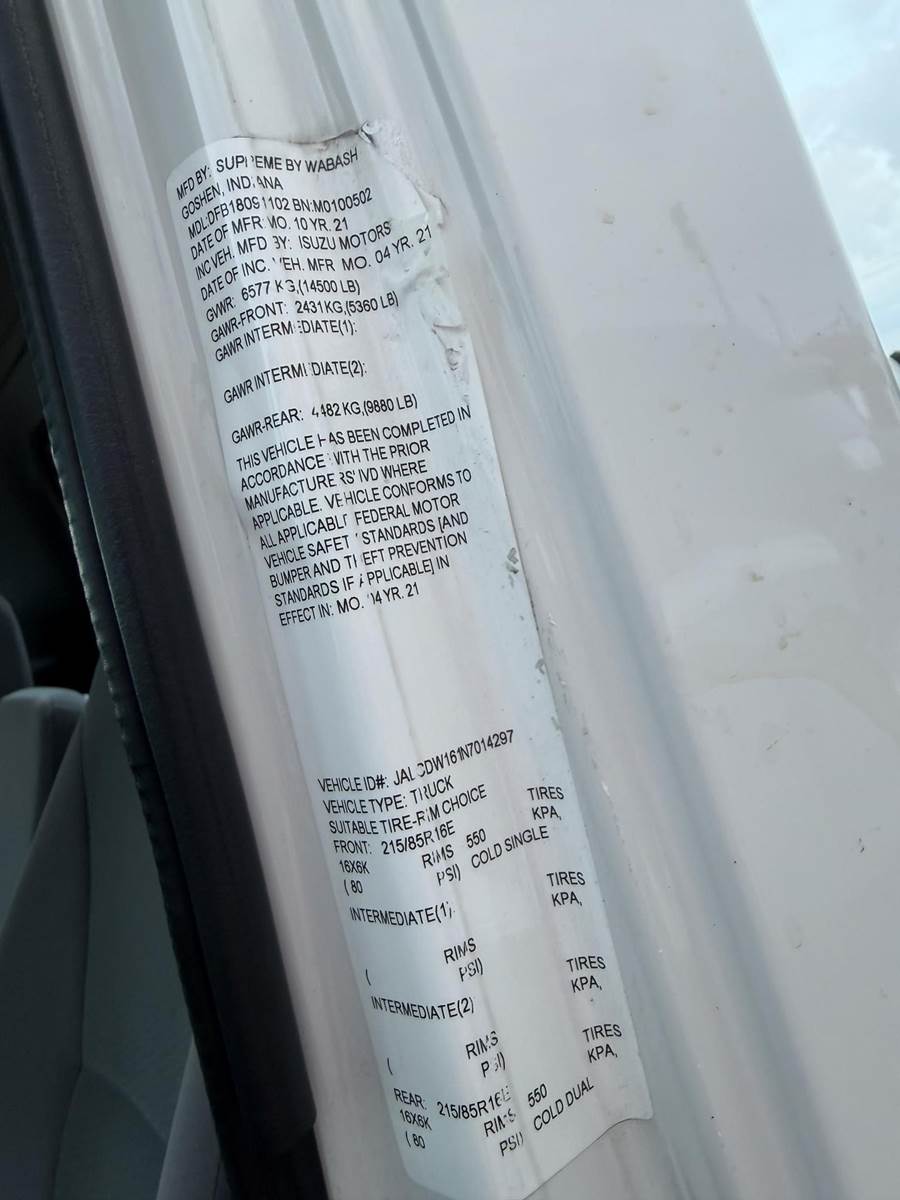 MFD BY: SUPREME BY WABASH
GOSHEN, INDIANA
MDL:DFB18091102 BN:M0100502
DATE OF MFR: MO. 10 YR. 21
INC VEH. MFD BY: ISUZU MOTORS
DATE OF INC. VEH. MFR MO. 04 YR. 21
GVWR: 6577 KG,(14500 LB)
GAWR-FRONT: 2431KG,(5360 LB)
GAWR INTERMEDIATE(1):
GAWR INTERMEDIATE(2):
GAWR-REAR: 4482 KG,(9880 LB)
THIS VEHICLE HAS BEEN COMPLETED IN
ACCORDANCE WITH THE PRIOR
MANUFACTURERS' IVD WHERE
APPLICABLE. VEHICLE CONFORMS TO
ALL APPLICABLE FEDERAL MOTOR
VEHICLE SAFETY STANDARDS [AND
BUMPER AND THEFT PREVENTION
STANDARDS IF APPLICABLE] IN
EFFECT IN: MO. 04 YR. 21
VEHICLE ID#:
VEHICLE TYPE: TRUCK
SUITABLE TIRE-RIM CHOICE
FRONT: 215/85R16E TIRES
16X6K RIMS 550 KPA,
( 80 PSI) COLD SINGLE
INTERMEDIATE(1): TIRES
RIMS KPA,
( PSI)
INTERMEDIATE(2) TIRES
RIMS KPA,
( PSI)
REAR: 215/85R16E TIRES
16X6K RIMS 550 KPA,
( 80 PSI) COLD DUAL